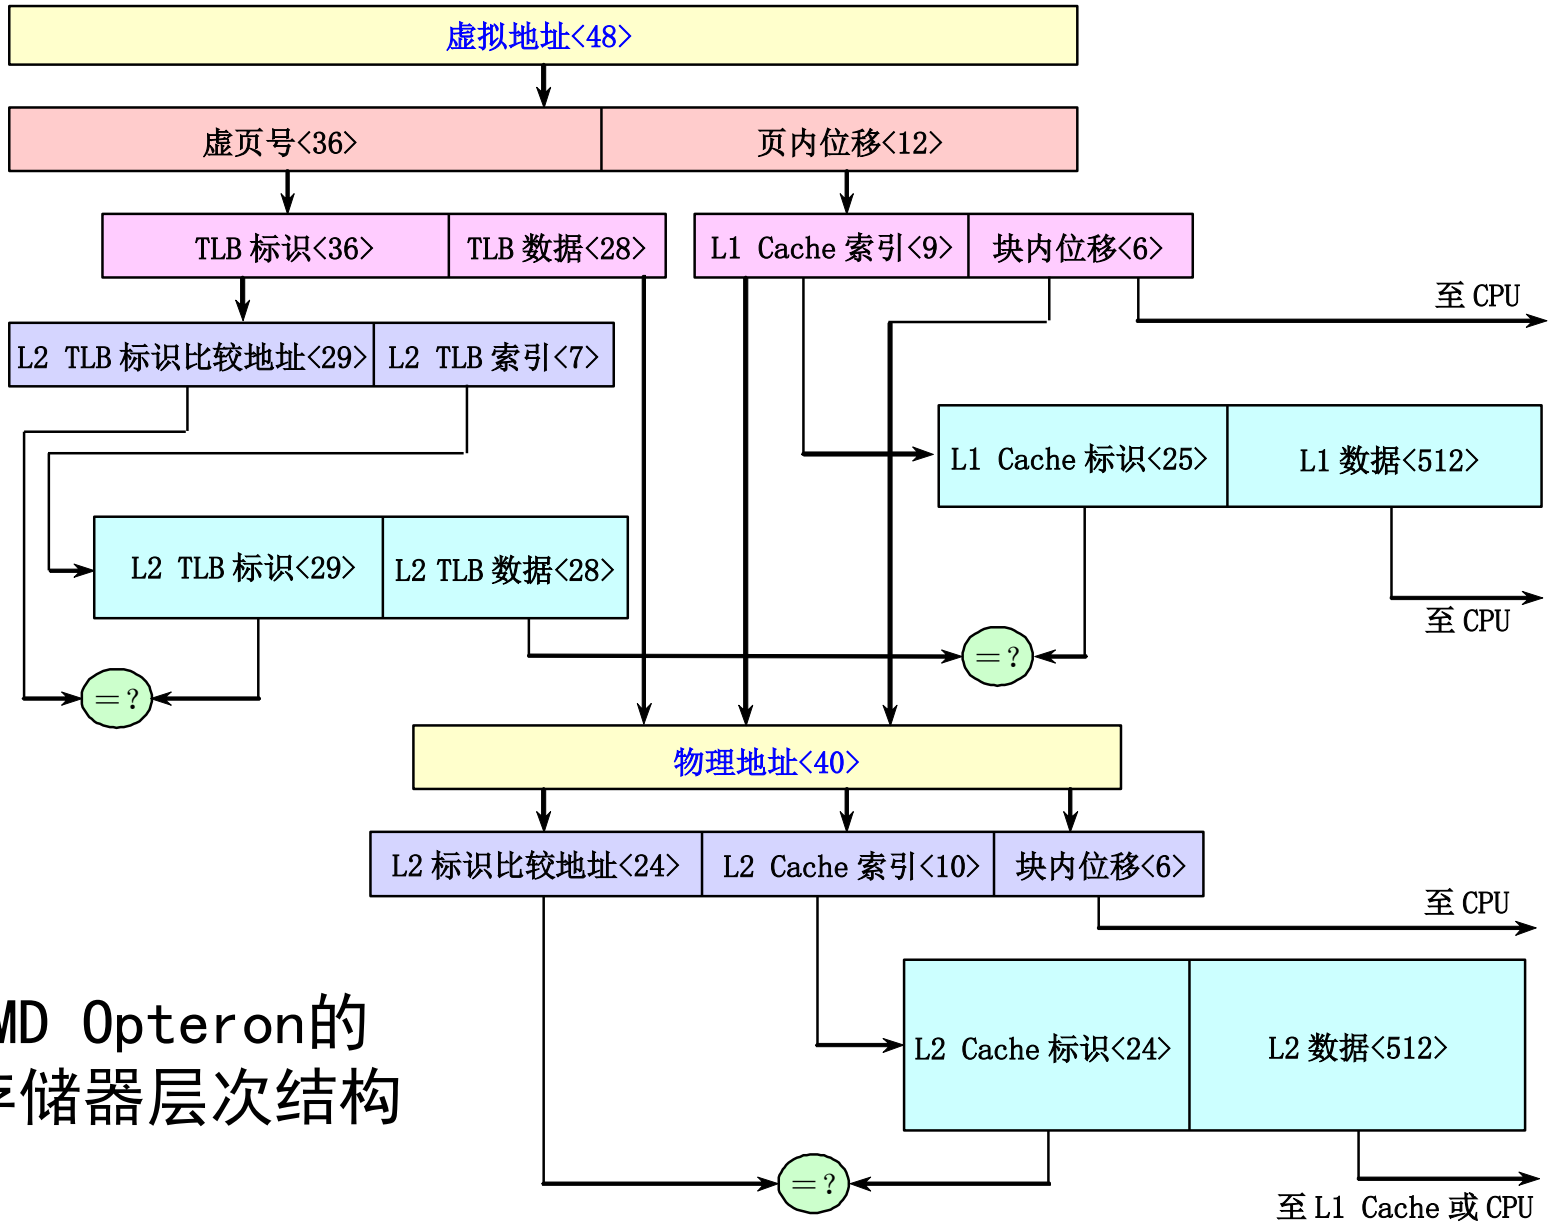 虚拟地址<48>
虚页号<36>
页内位移<12>
TLB 标识<36>
TLB 数据<28>
L1 Cache 索引<9>
块内位移<6>
至 CPU
L2 TLB 标识比较地址<29>
L2 TLB 索引<7>
L1 Cache 标识<25>
L1 数据<512>
L2 TLB 标识<29>
L2 TLB 数据<28>
至 CPU
=?
=?
物理地址<40>
L2 标识比较地址<24>
L2 Cache 索引<10>
块内位移<6>
至 CPU
MD Opteron的
存储器层次结构
L2 Cache 标识<24>
L2 数据<512>
=?
至 L1 Cache 或 CPU